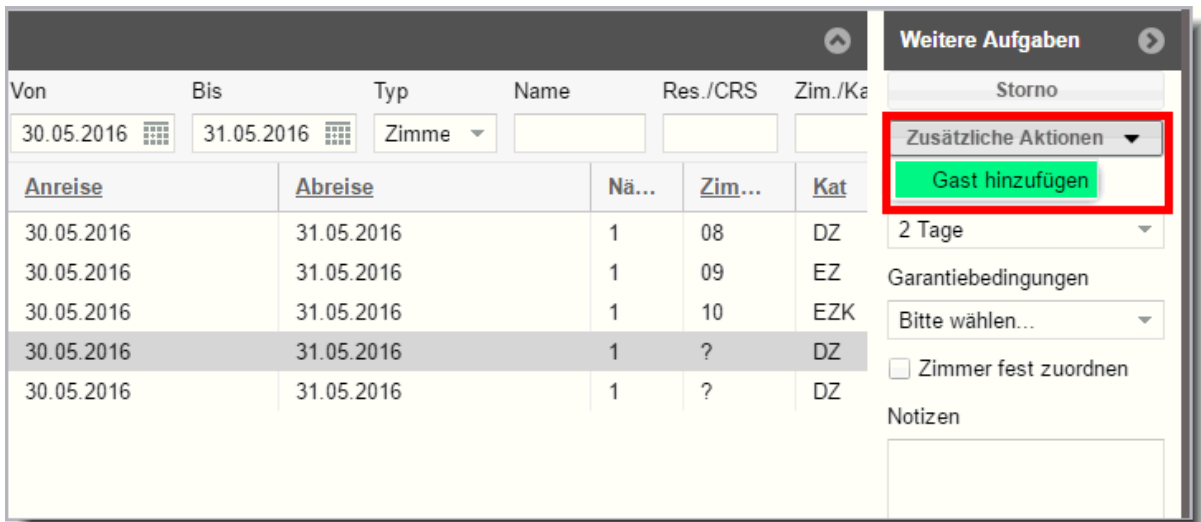 Weitere Aufgaben
Von Bis Typ Name Res./CRS Zim./Ka
30.05.2016 31.05.2016 Zimme
Anreise Abreise Nä... Zim... Kat
30.05.2016 31.05.2016 1 08 DZ
30.05.2016 31.05.2016 1 09 EZ
30.05.2016 31.05.2016 1 10 EZK
30.05.2016 31.05.2016 1 ? DZ
30.05.2016 31.05.2016 1 ? DZ
Storno
Zusätzliche Aktionen
Gast hinzufügen
2 Tage
Garantiebedingungen
Bitte wählen...
Zimmer fest zuordnen
Notizen